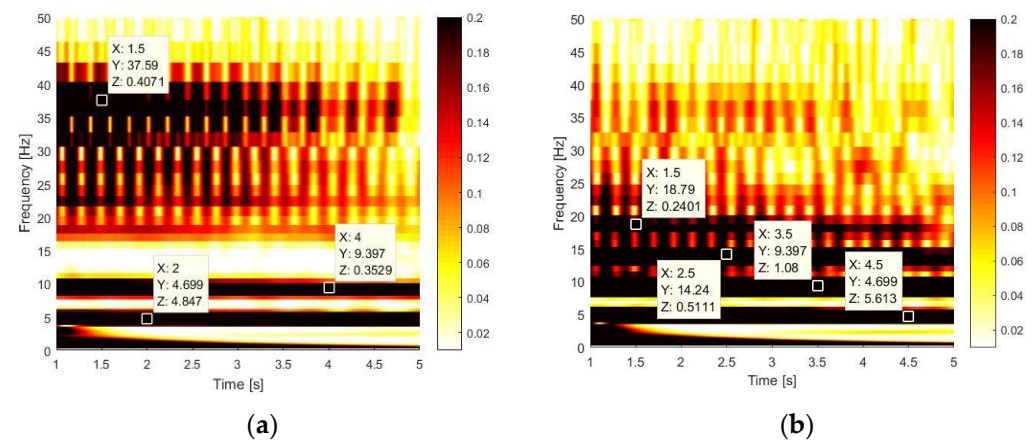 50
45
40
35
30
25
20
15
10
5
0
Frequency [Hz]
1
1.5
2
2.5
3
3.5
4
4.5
5
Time [s]
X: 1.5
Y: 37.59
Z: 0.4071
X: 4
Y: 9.397
Z: 0.3529
X: 2
Y: 4.699
Z: 4.847
0.2
0.18
0.16
0.14
0.12
0.1
0.08
0.06
0.04
0.02
(a)
50
45
40
35
30
25
20
15
10
5
0
Frequency [Hz]
1
1.5
2
2.5
3
3.5
4
4.5
5
Time [s]
X: 1.5
Y: 18.79
Z: 0.2401
X: 3.5
Y: 9.397
Z: 1.08
X: 2.5
Y: 14.24
Z: 0.5111
X: 4.5
Y: 4.699
Z: 5.613
0.2
0.18
0.16
0.14
0.12
0.1
0.08
0.06
0.04
0.02
(b)